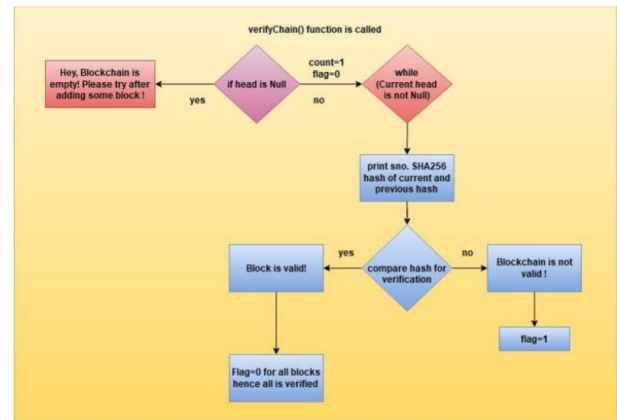 verifyChain() function is called
Hey, Blockchain is
empty! Please try after
adding some block !
yes
if head is Null
count=1
flag=0
no
while
(Current head
is not Null)
print sno. SHA256
hash of current and
previous hash
compare hash for
verification
yes
Block is valid!
no
Blockchain is not
valid !
flag=1
Flag=0 for all blocks
hence all is verified